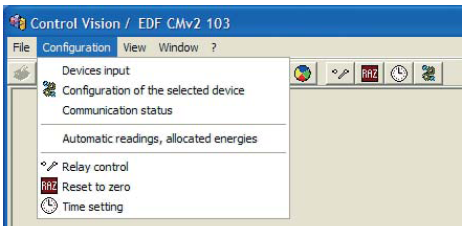 Control Vision / EDF CMv2 103
File Configuration View Window ?
Devices input
Configuration of the selected device
Communication status
Automatic readings, allocated energies
Relay control
RAZ Reset to zero
Time setting
RAZ